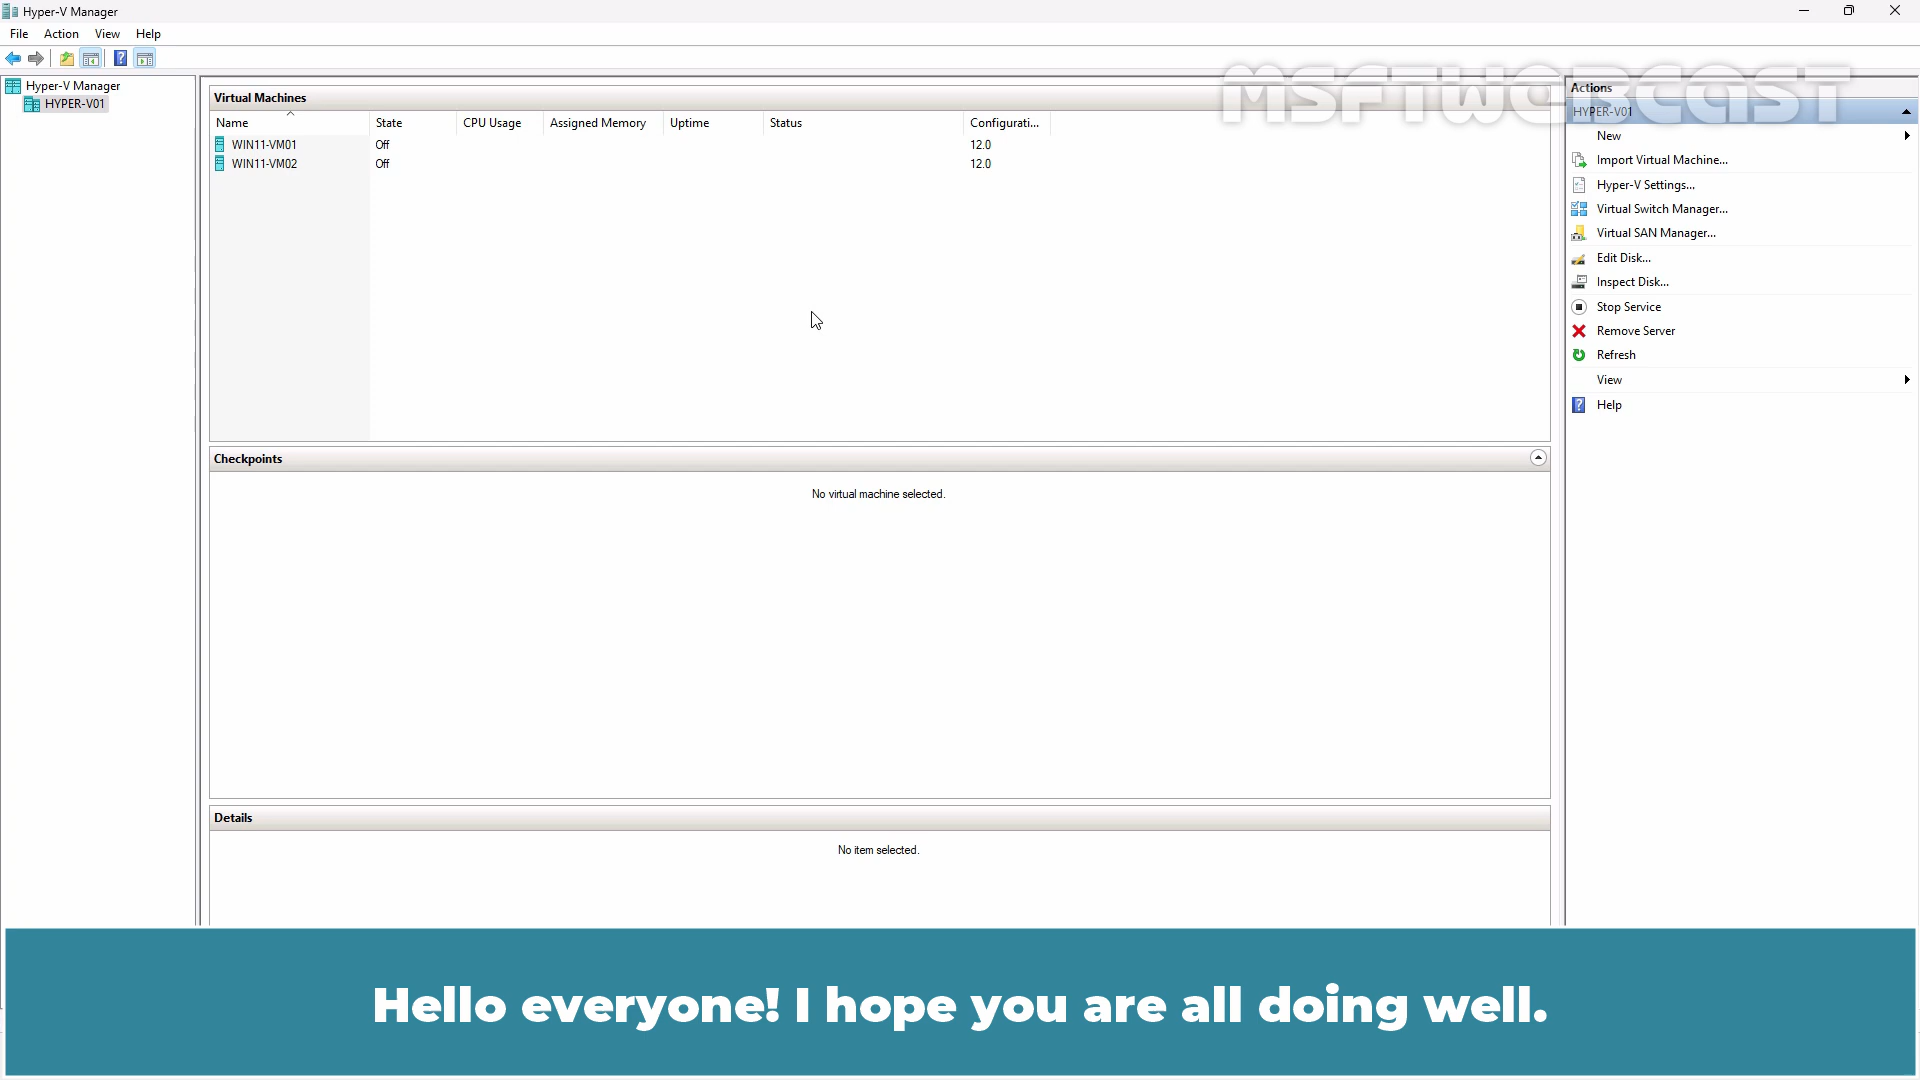 Hyper-V Manager
File Action View Help
Hyper-V Manager
HYPER-V01
Virtual Machines
Name State CPU Usage Assigned Memory Uptime Status Configurati...
WIN11-VM01 Off 12.0
WIN11-VM02 Off 12.0
Checkpoints
No virtual machine selected.
Details
No item selected.
MSFTWEBCAST
Actions
HYPER-V01
New
Import Virtual Machine...
Hyper-V Settings...
Virtual Switch Manager...
Virtual SAN Manager...
Edit Disk...
Inspect Disk...
Stop Service
Remove Server
Refresh
View
Help
Hello everyone! I hope you are all doing well.